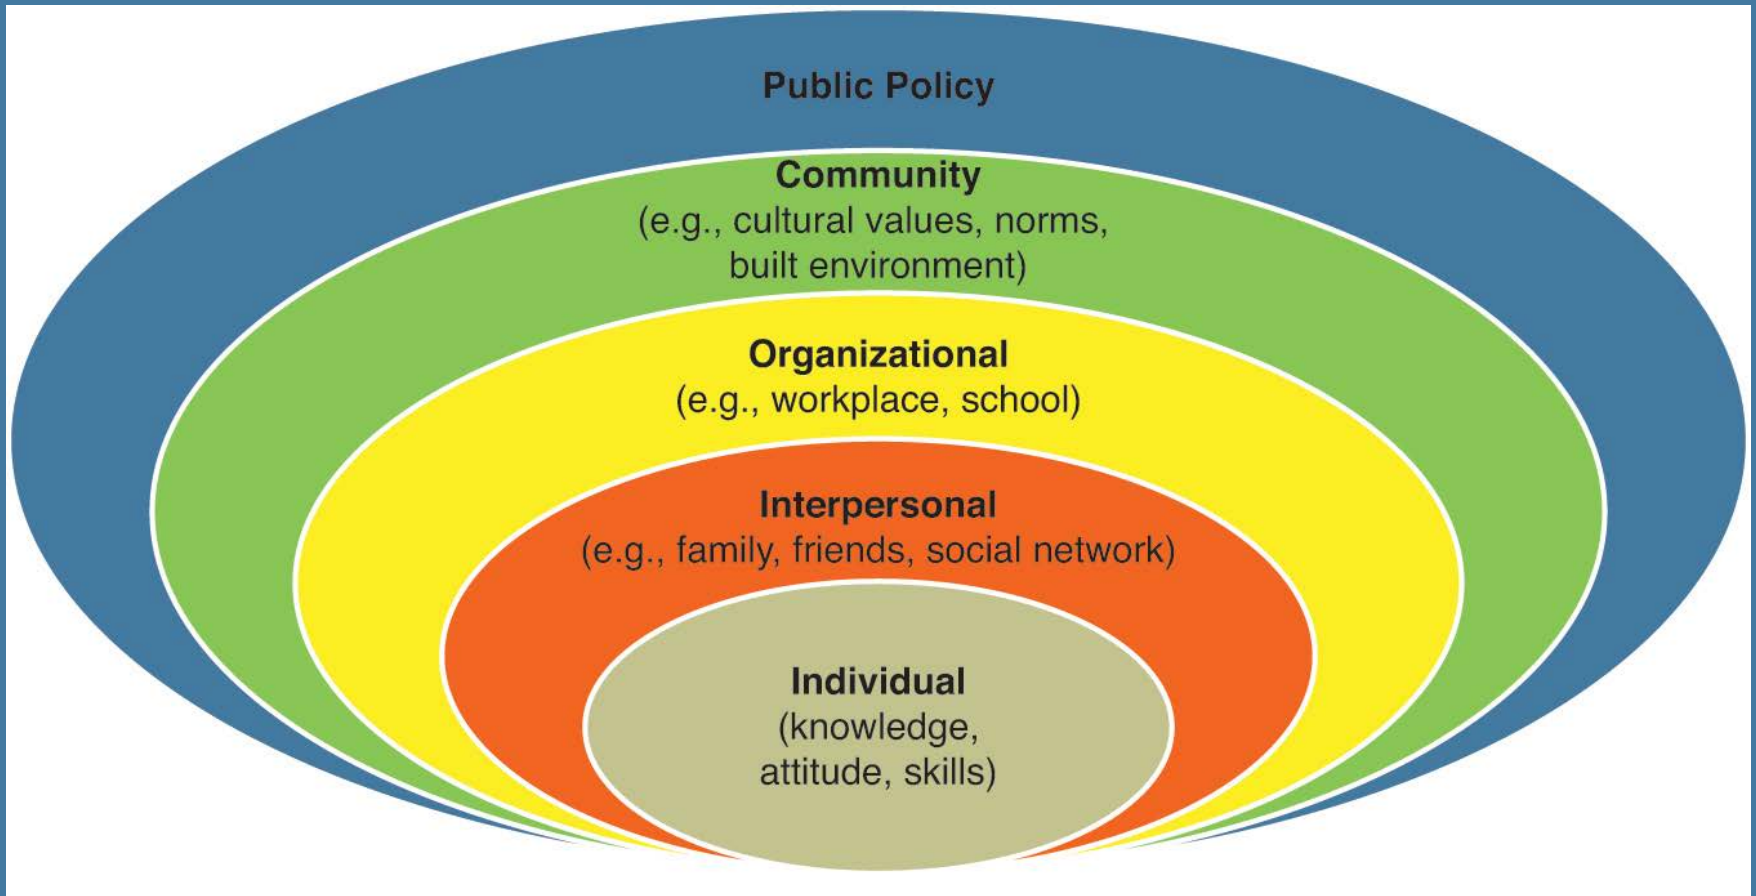 Public Policy
Community
(e.g., cultural values, norms,
built environment)
Organizational
(e.g., workplace, school)
Interpersonal
(e.g., family, friends, social network)
Individual
(knowledge,
attitude, skills)